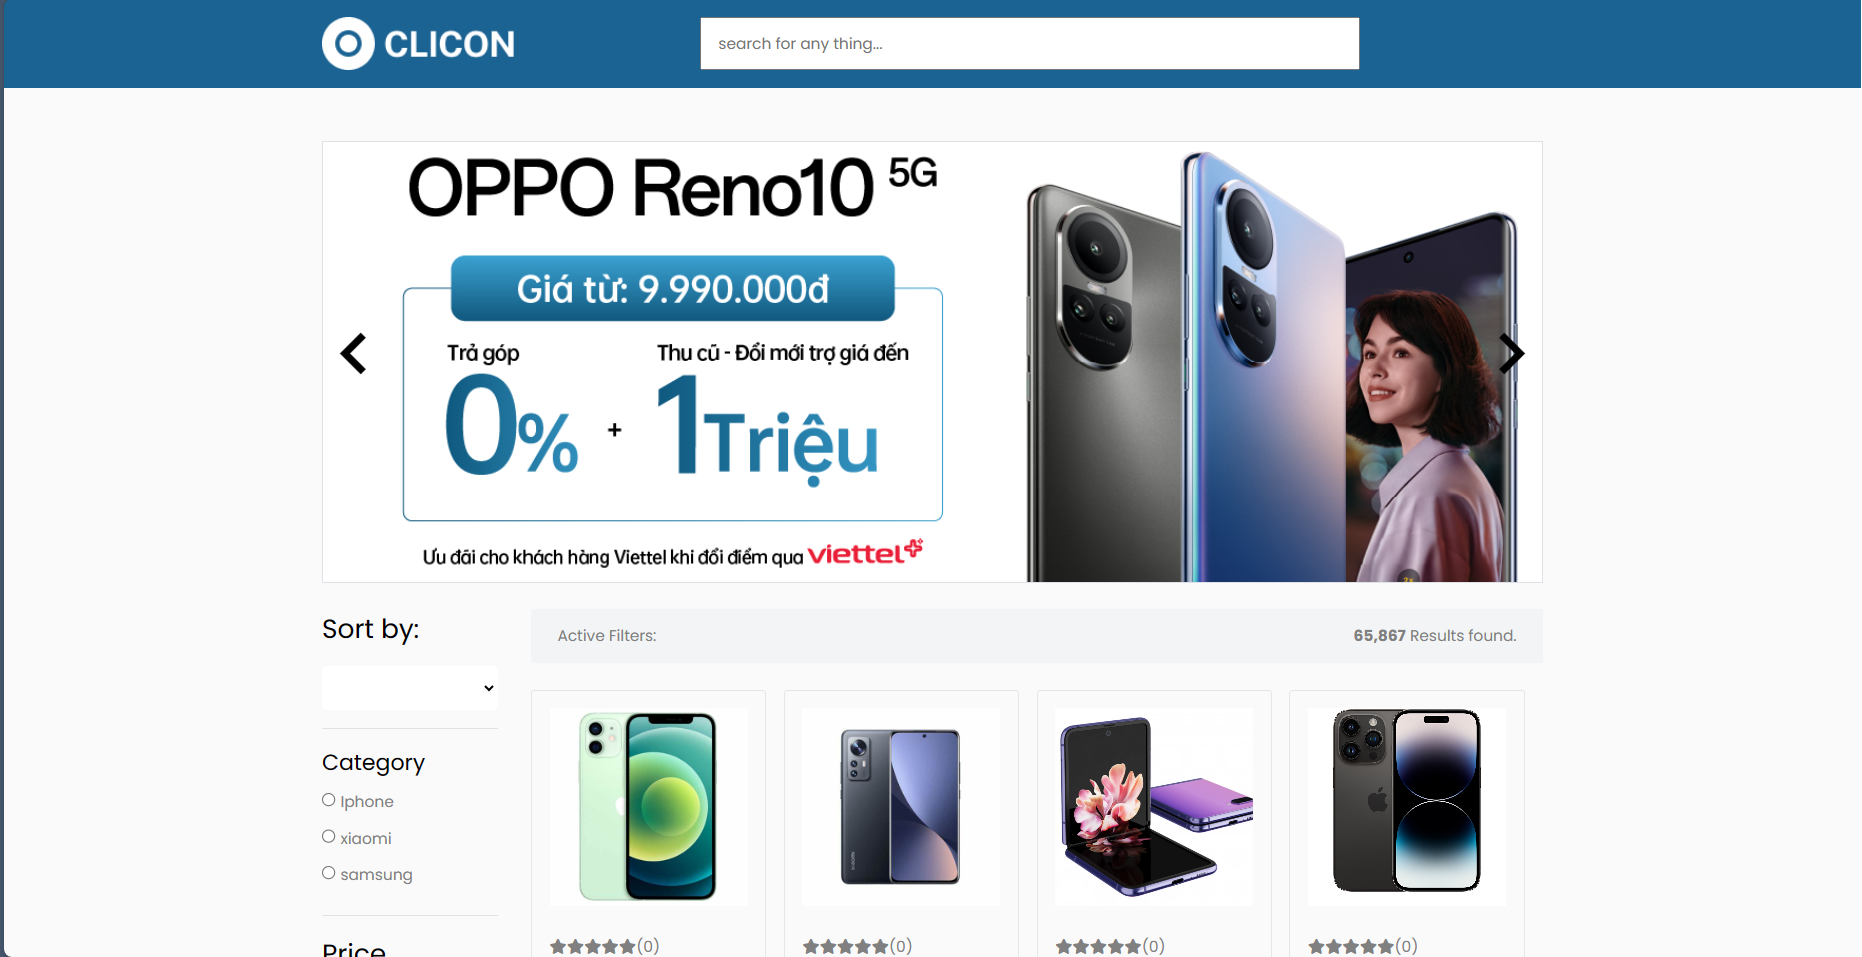 CLICON
search for any thing...
OPPO Reno10 5G
Giá từ: 9.990.000đ
Trả góp
0%
+
Thu cũ - Đổi mới trợ giá đến
1Triệu
Ưu đãi cho khách hàng Viettel khi đổi điểm qua viettel+
Sort by:
Active Filters:
65,867 Results found.
Category
Iphone
xiaomi
samsung
Price
(0)
(0)
(0)
(0)